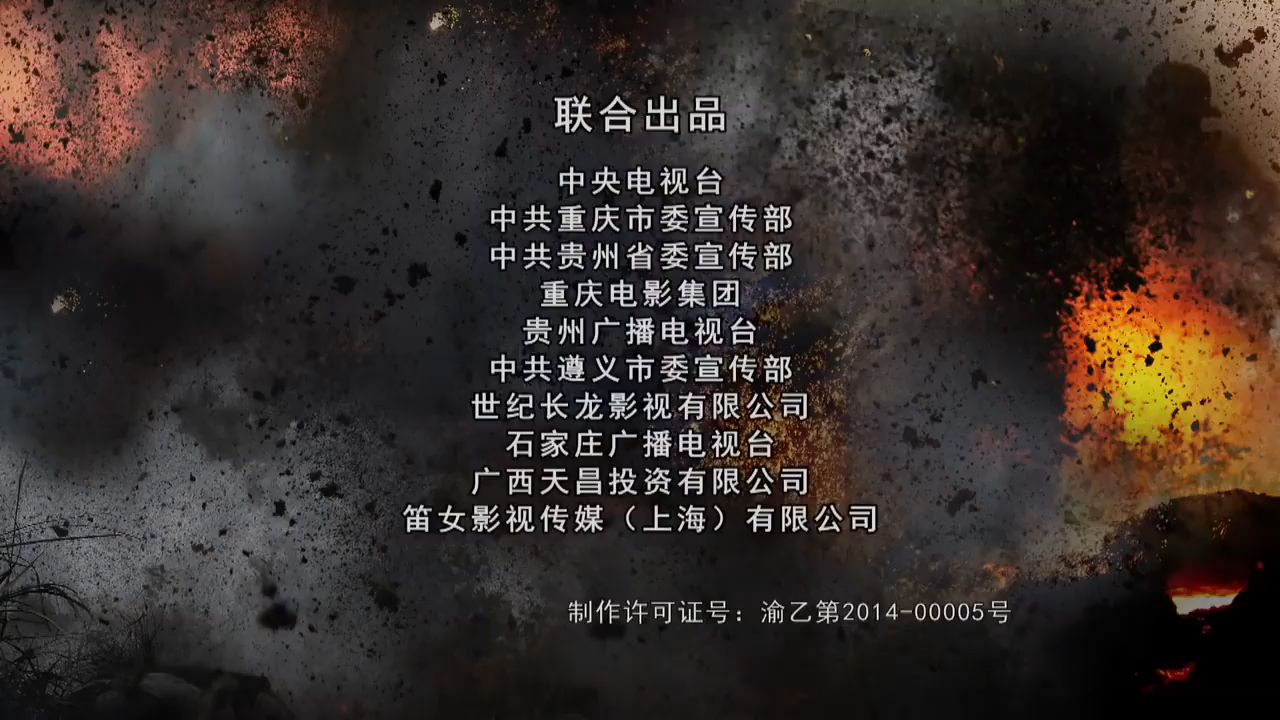 联合出品
中央电视台
中共重庆市委宣传部
中共贵州省委宣传部
重庆电影集团
贵州广播电视台
中共遵义市委宣传部
世纪长龙影视有限公司
石家庄广播电视台
广西天昌投资有限公司
笛女影视传媒（上海）有限公司
制作许可证号：渝乙第2014-00005号